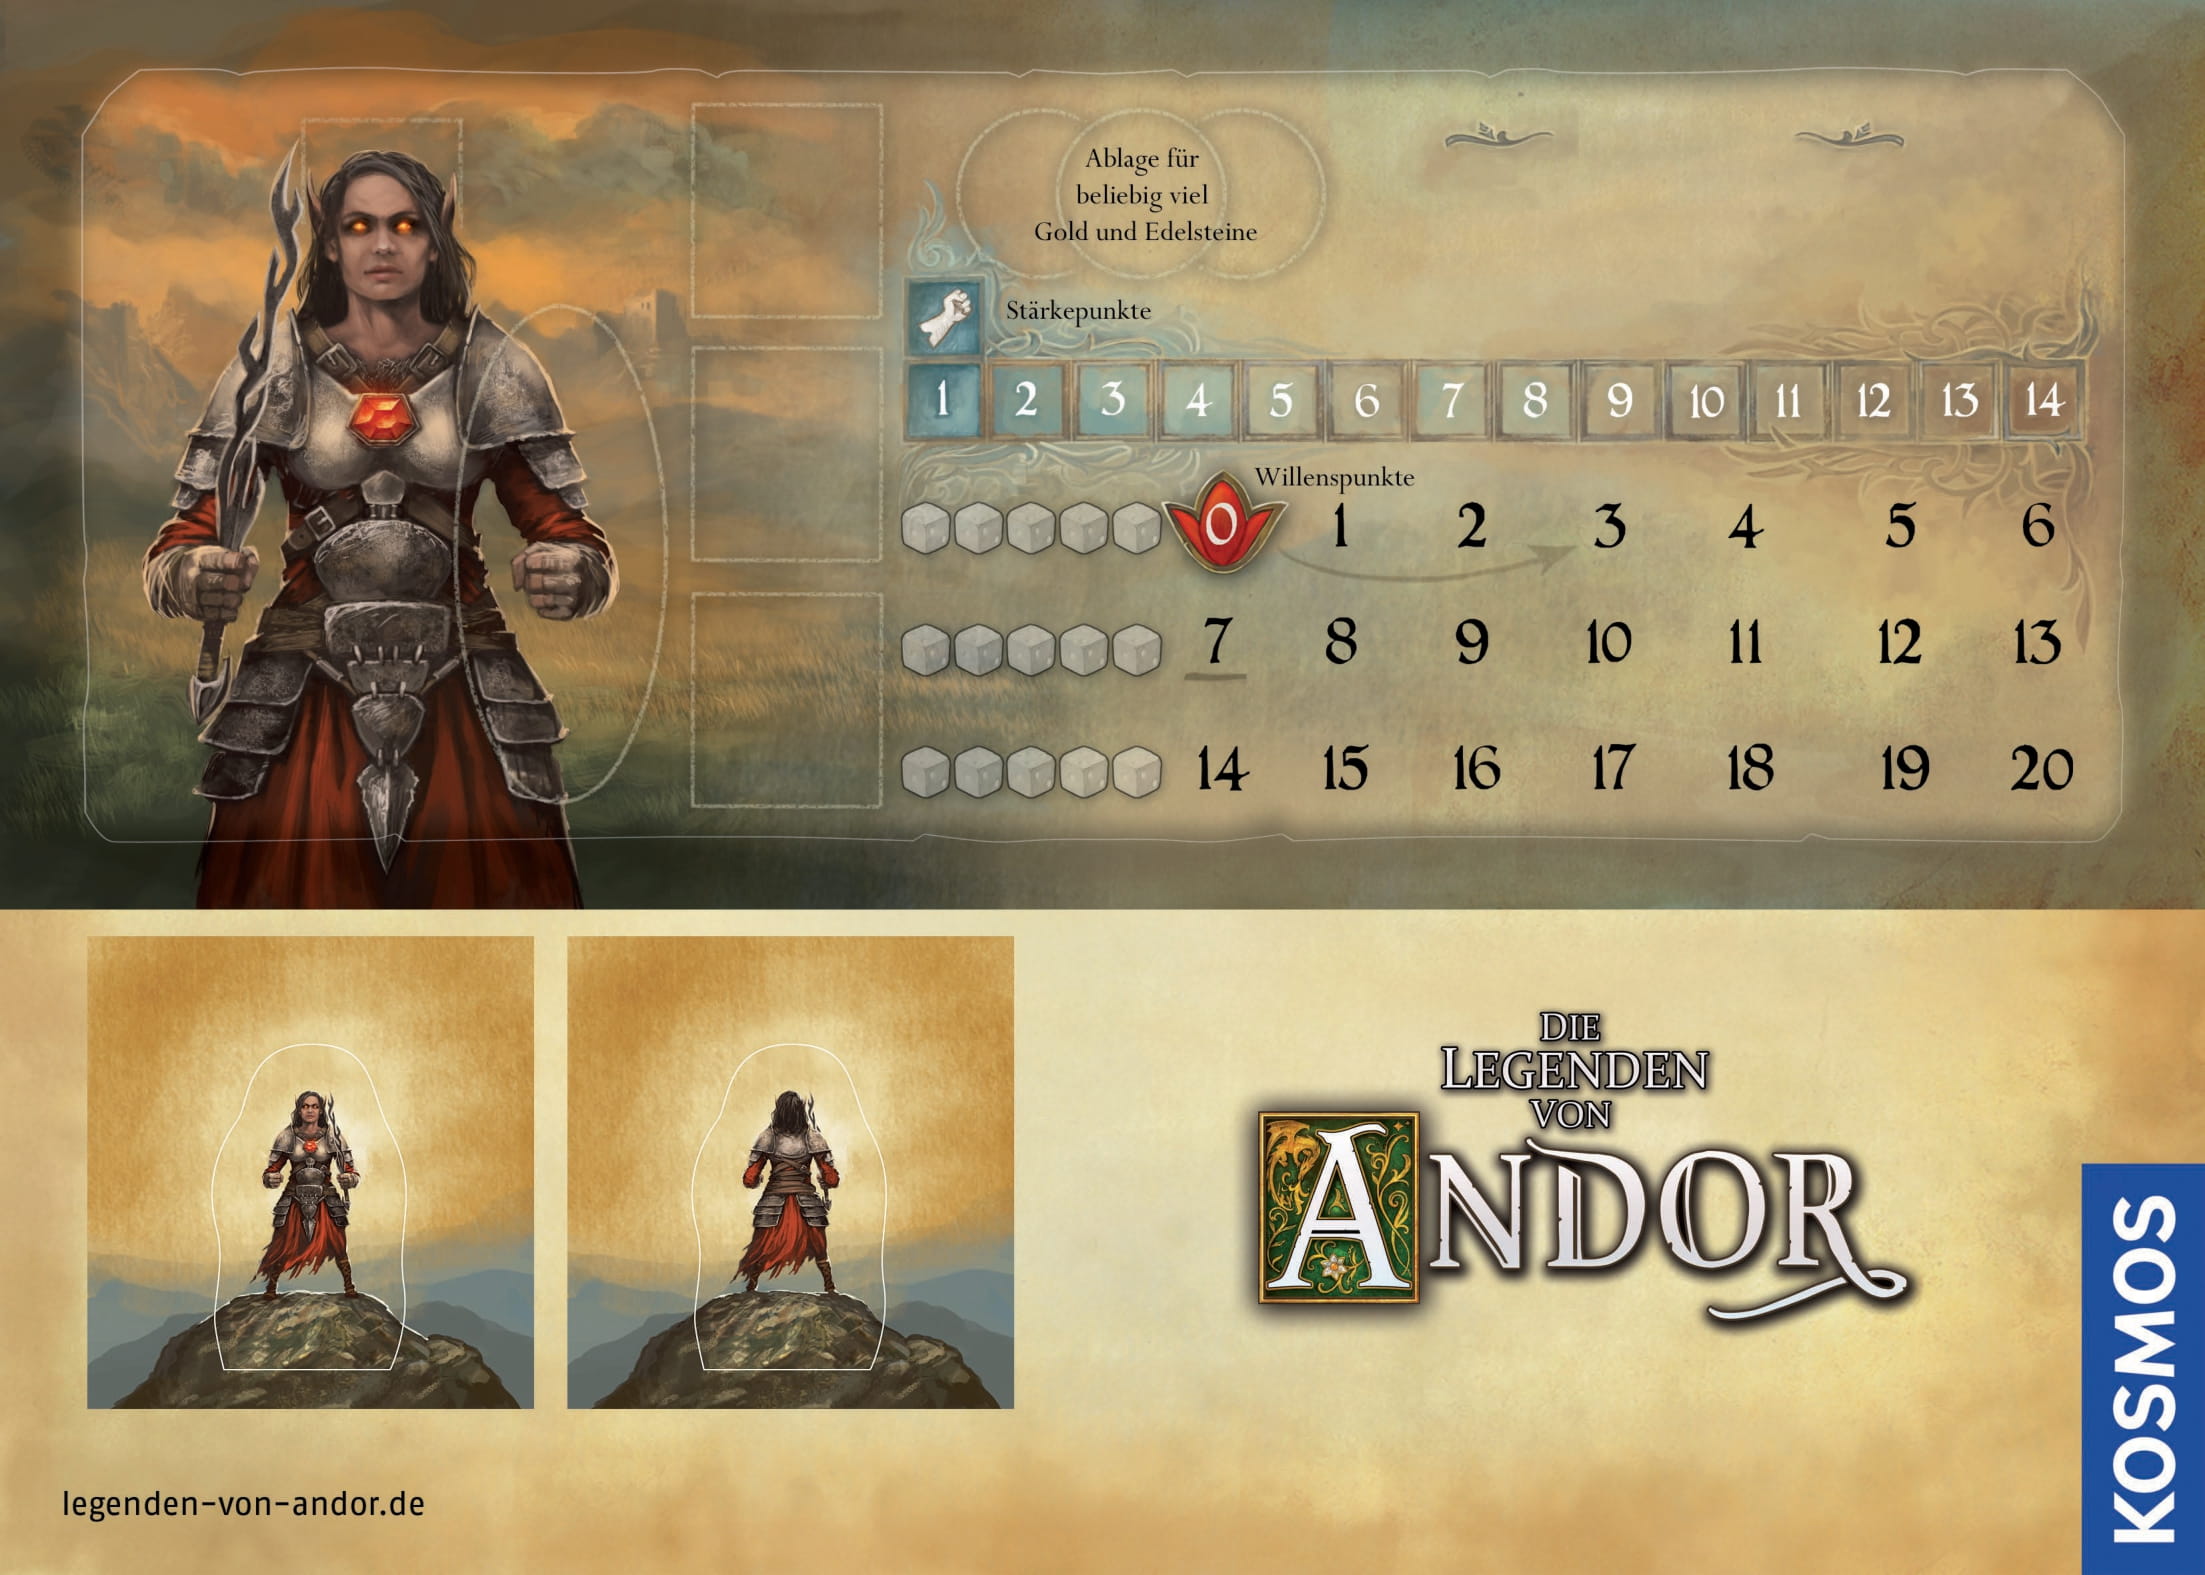 Ablage für
beliebig viel
Gold und Edelsteine
Stärkepunkte
1 2 3 4 5 6 7 8 9 10 11 12 13 14
Willenspunkte
0 1 2 3 4 5 6
7 8 9 10 11 12 13
14 15 16 17 18 19 20
DIE
LEGENDEN
VON
ANDOR
KOSMOS
legenden-von-andor.de